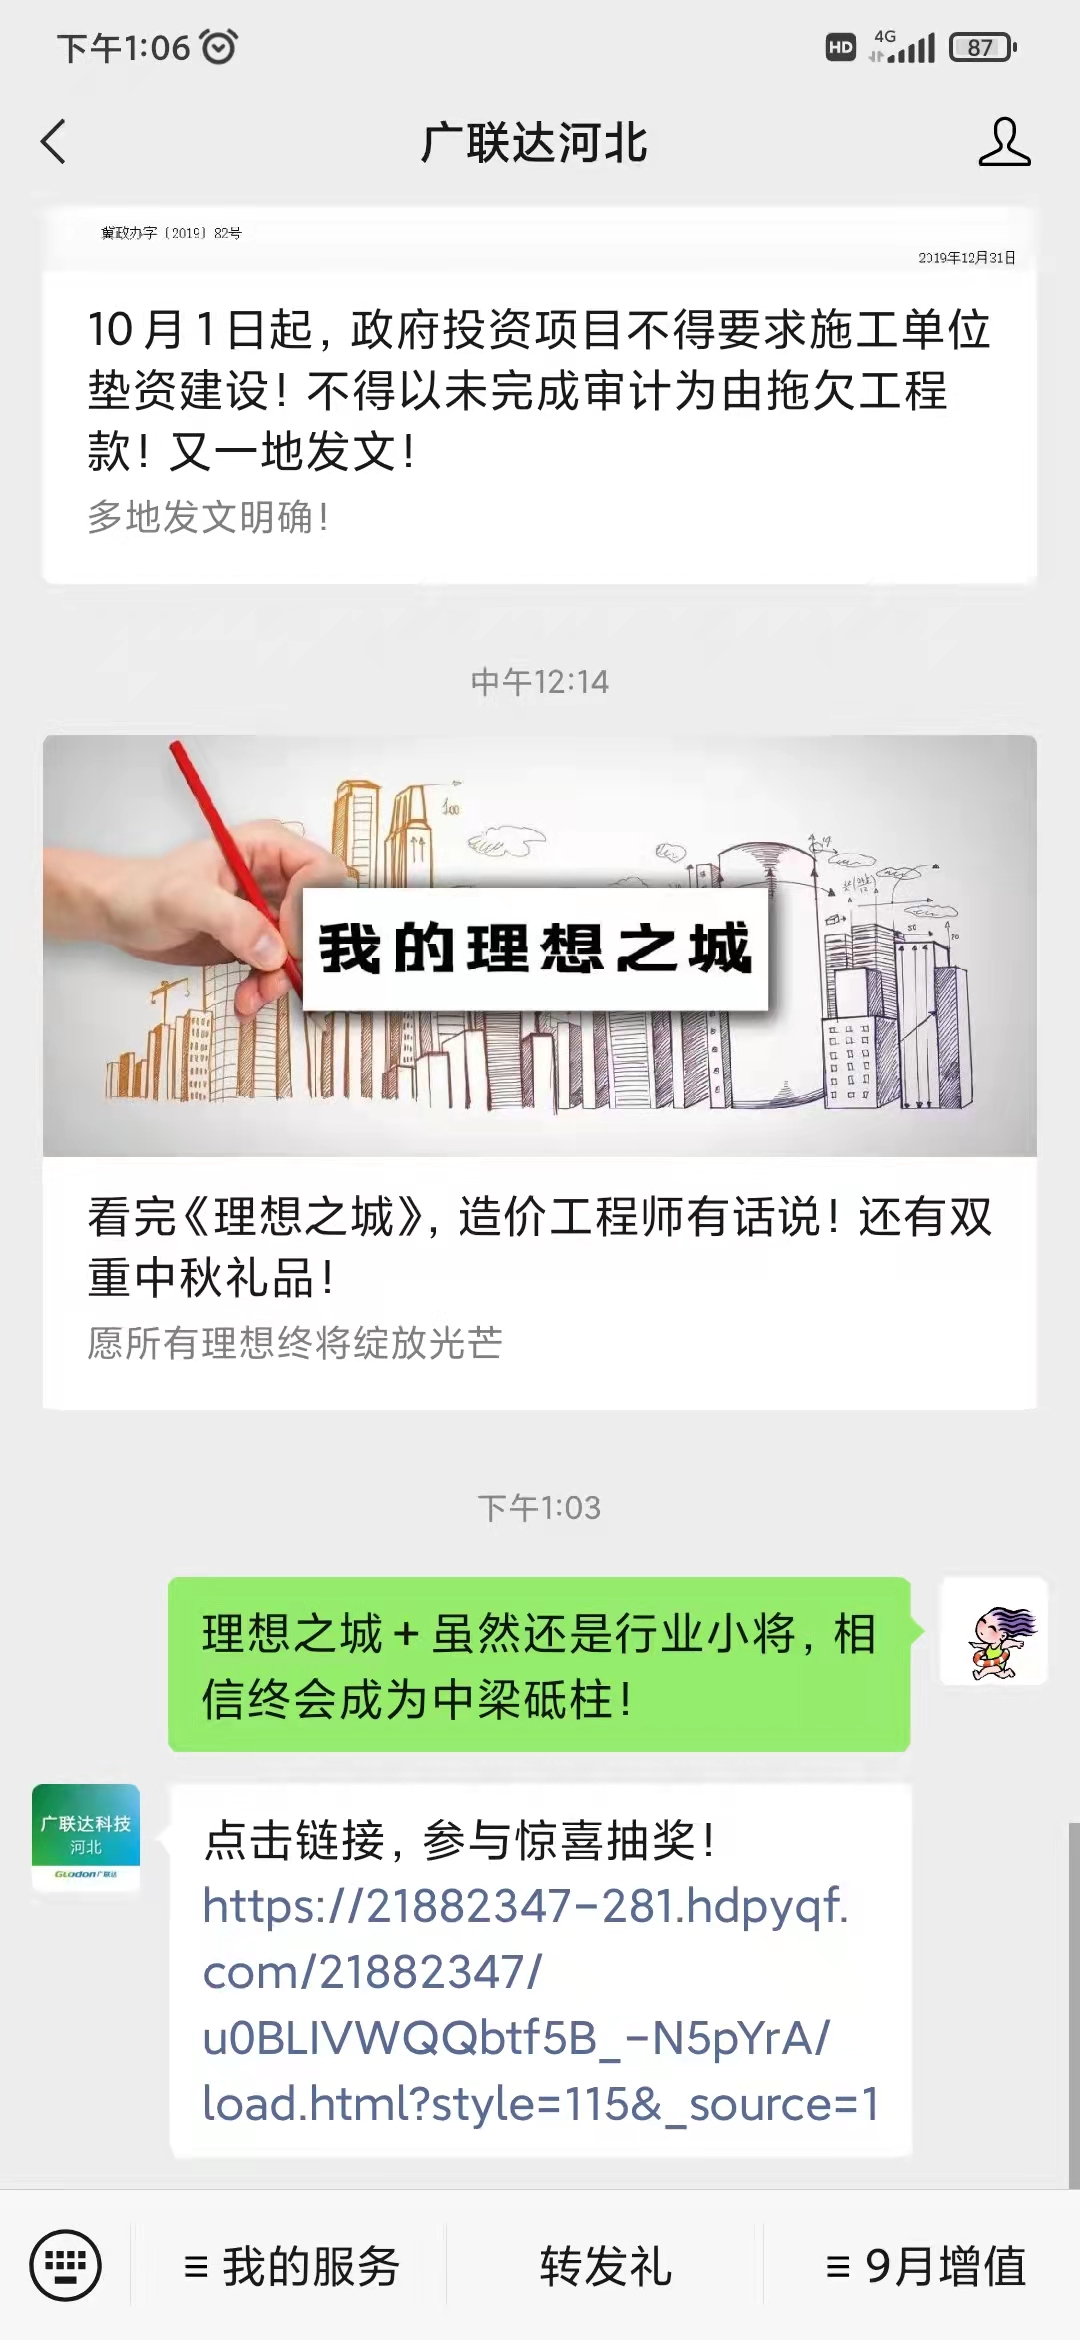 下午1:06
HD 4G 87
广联达河北
冀政办字〔2019〕82号
2019年12月31日
10月1日起，政府投资项目不得要求施工单位
垫资建设！不得以未完成审计为由拖欠工程
款！又一地发文！
多地发文明确！
中午12:14
100
我的理想之城
看完《理想之城》，造价工程师有话说！还有双
重中秋礼品！
愿所有理想终将绽放光芒
下午1:03
理想之城＋虽然还是行业小将，相
信终会成为中梁砥柱！
广联达科技
河北
Glodon广联达
点击链接，参与惊喜抽奖！
https://21882347-281.hdpyqf.
com/21882347/
u0BLIVWQQbtf5B_-N5pYrA/
load.html?style=115&_source=1
我的服务
转发礼
9月增值